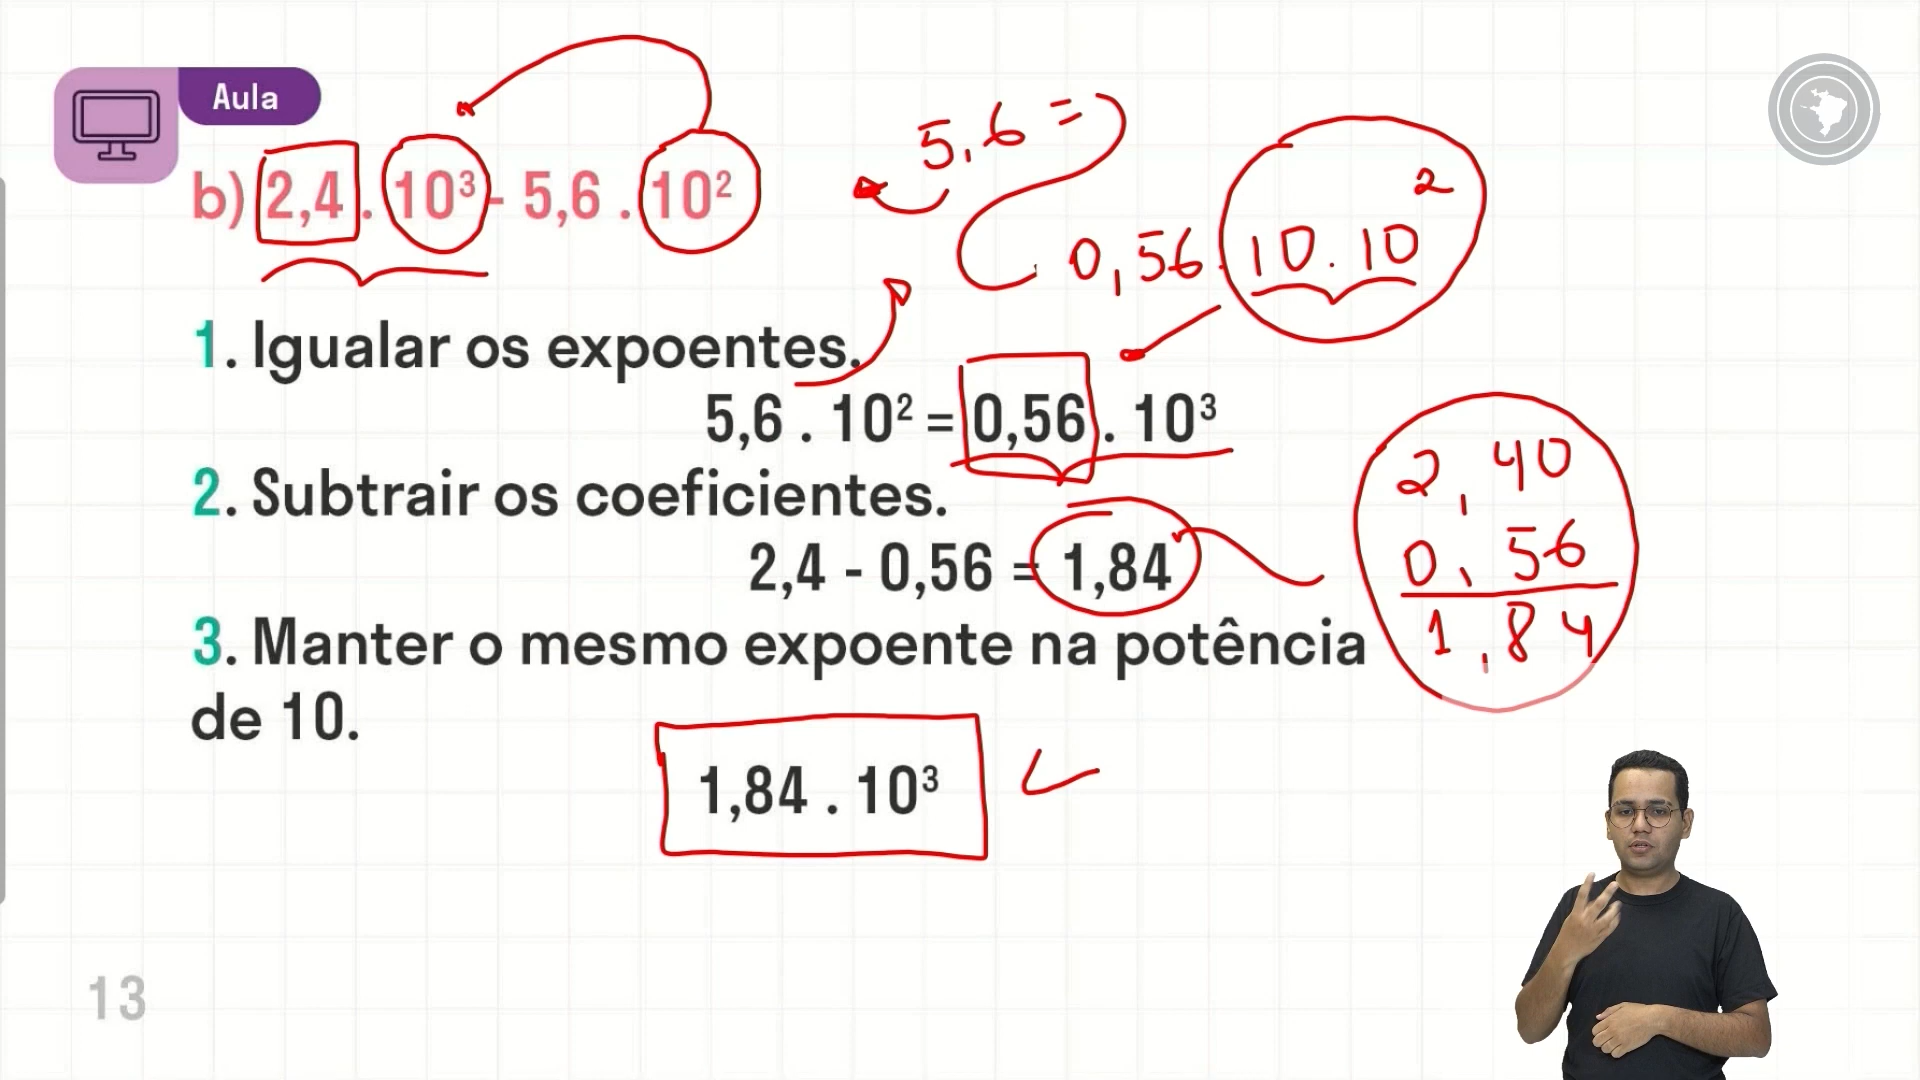 Aula
b) 2,4 . 10³ - 5,6 . 10²
5,6 =
0,56 . 10 . 10²
1. Igualar os expoentes.
5,6 . 10² = 0,56 . 10³
2. Subtrair os coeficientes.
2,4 - 0,56 = 1,84
2,40
0,56
1,84
3. Manter o mesmo expoente na potência
de 10.
1,84 . 10³
13